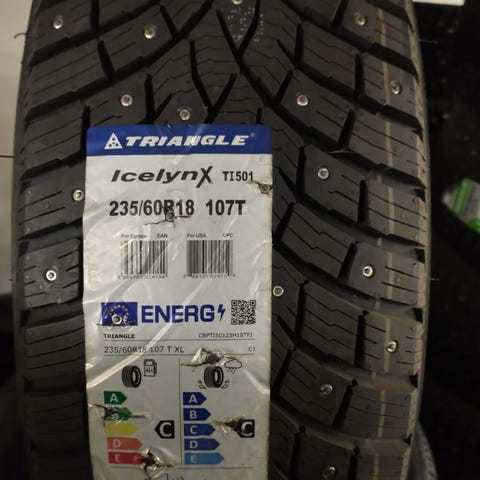 TRIANGLE
IcelynX TI501
235/60R18 107T
For Europe EAN For USA UPC
ENERG
TRIANGLE CBPTI50123H18TFJ
235/60R18 107 T XL C1
A A
B B
C C C
D D
E E